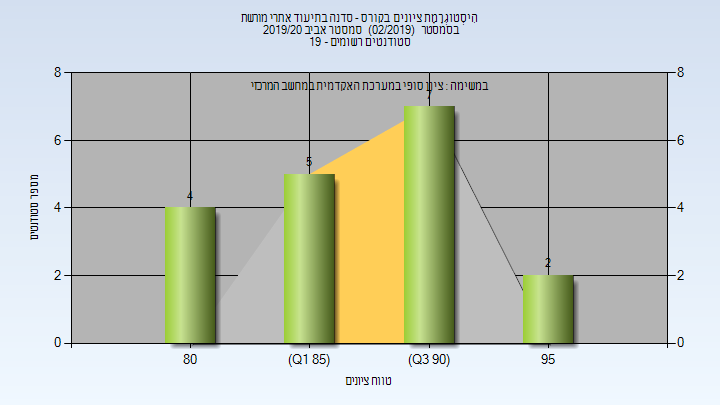 היסטוגרמת ציונים בקורס - סדנה בתיעוד אתרי מורשת
בסמסטר (02/2019) סמסטר אביב 2019/20
סטודנטים רשומים - 19
במשימה : ציון סופי במערכת האקדמית במחשב המרכזי
8 8
7
6 6
5
4 4
4
2
2 2
0 0
80 (Q1 85) (Q3 90) 95
מספר סטודנטים
טווח ציונים